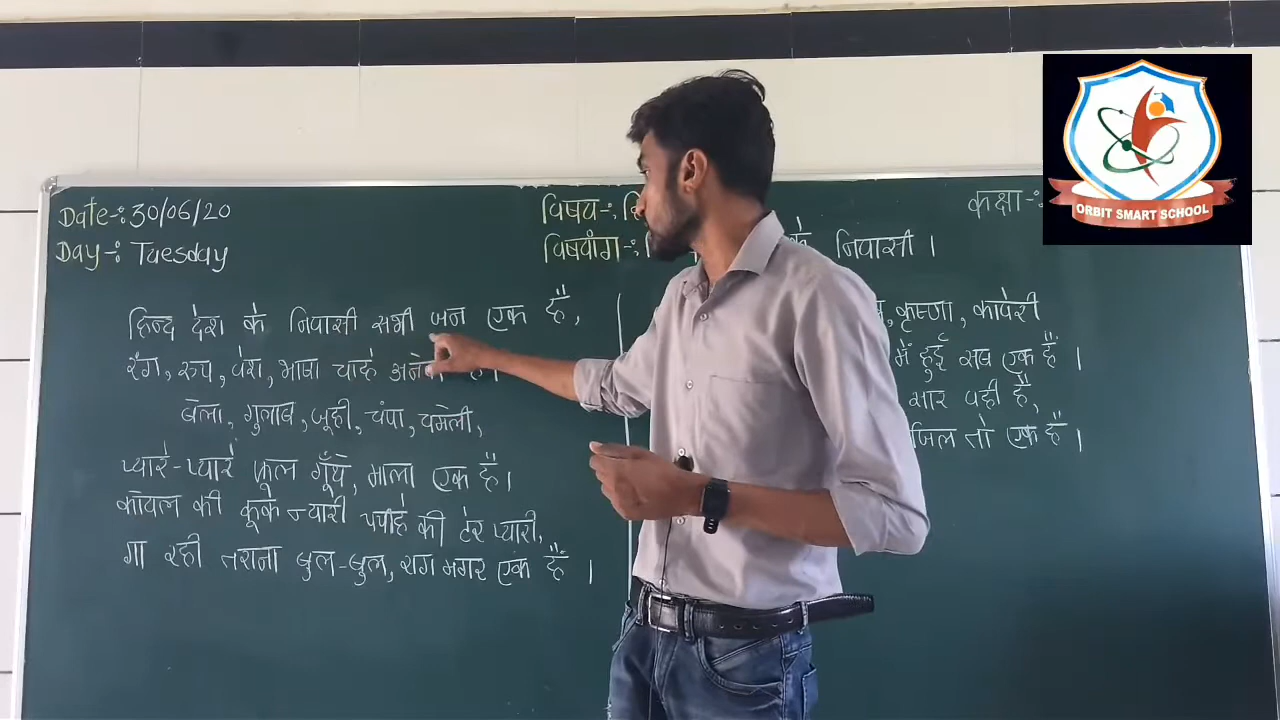 Date-: 30/06/20
Day-: Tuesday
विषय-:
विषयांग-: के निवासी ।
कक्षा-:
ORBIT SMART SCHOOL
हिन्द देश के निवासी सभी जन एक है,
रंग, रुप, वेश, भाषा चाहे अनेक है।
बेला, गुलाब, जूही, चंपा, चमेली,
प्यारे-प्यारे फूल गूँथे, माला एक है।
कोयल की कूके न्यारी पपीहे की टेर प्यारी,
गा रही तराना बुल-बुल, राग मगर एक है ।
, कृष्णा, कावेरी
में हुई सब एक है ।
सार वही है,
जिल तो एक है ।